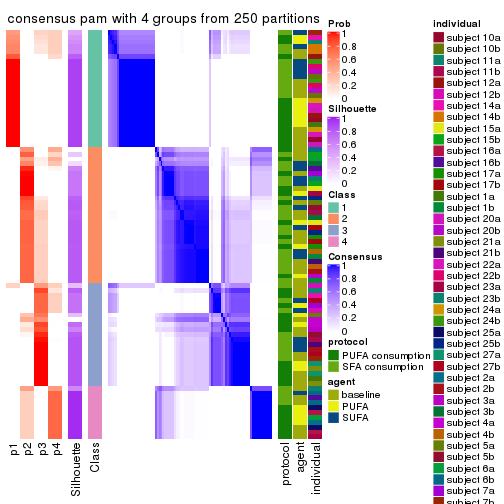 consensus pam with 4 groups from 250 partitions
Prob
1
0.8
0.6
0.4
0.2
0
Silhouette
1
0.8
0.6
0.4
0.2
0
Class
1
2
3
4
Consensus
1
0.8
0.6
0.4
0.2
0
protocol
PUFA consumption
SFA consumption
agent
baseline
PUFA
SUFA
individual
subject 10a
subject 10b
subject 11a
subject 11b
subject 12a
subject 12b
subject 14a
subject 14b
subject 15a
subject 15b
subject 16a
subject 16b
subject 17a
subject 17b
subject 1a
subject 1b
subject 20a
subject 20b
subject 21a
subject 21b
subject 22a
subject 22b
subject 23a
subject 23b
subject 24a
subject 24b
subject 25a
subject 25b
subject 27a
subject 27b
subject 2a
subject 2b
subject 3a
subject 3b
subject 4a
subject 4b
subject 5a
subject 5b
subject 6a
subject 6b
subject 7a
subject 7b
p1
p2
p3
p4
Silhouette
Class
protocol
agent
individual